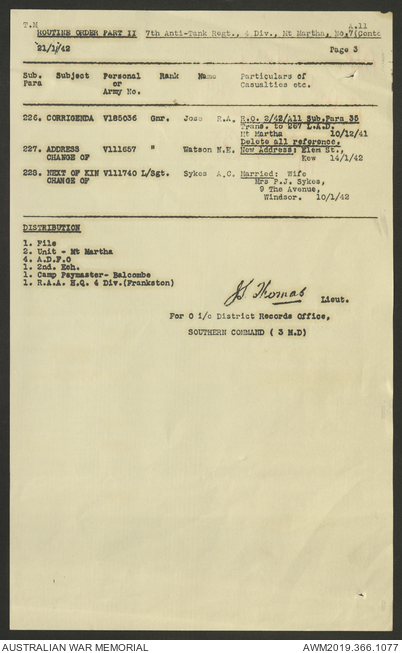 T.M A.11
ROUTINE ORDER PART II 7th Anti-Tank Regt., 4 Div., Mt Martha, No.7(Contd
21/1/42 Page 3
Sub. Subject Personal Rank Name Particulars of
Para or Casualties etc.
Army No.
226. CORRIGENDA V185036 Gnr. Jose R.A. R.O. 2/42/A11 Sub.Para 35
Trans. to 267 L.A.D.
Mt Martha 10/12/41
Delete all reference.
227. ADDRESS V111657 " Watson N.E. New Address: Elem St.,
CHANGE OF Kew 14/1/42
228. NEXT OF KIN V111740 L/Sgt. Sykes A.C. Married: Wife
CHANGE OF Mrs P.J. Sykes,
9 The Avenue,
Windsor. 10/1/42
DISTRIBUTION
1. File
2. Unit - Mt Martha
4. A.D.F.O
1. 2nd. Ech.
1. Camp Paymaster- Balcombe
1. R.A.A. H.Q. 4 Div.(Frankston)
Thomas Lieut.
For O i/c District Records Office,
SOUTHERN COMMAND ( 3 M.D)
AUSTRALIAN WAR MEMORIAL AWM2019.366.1077